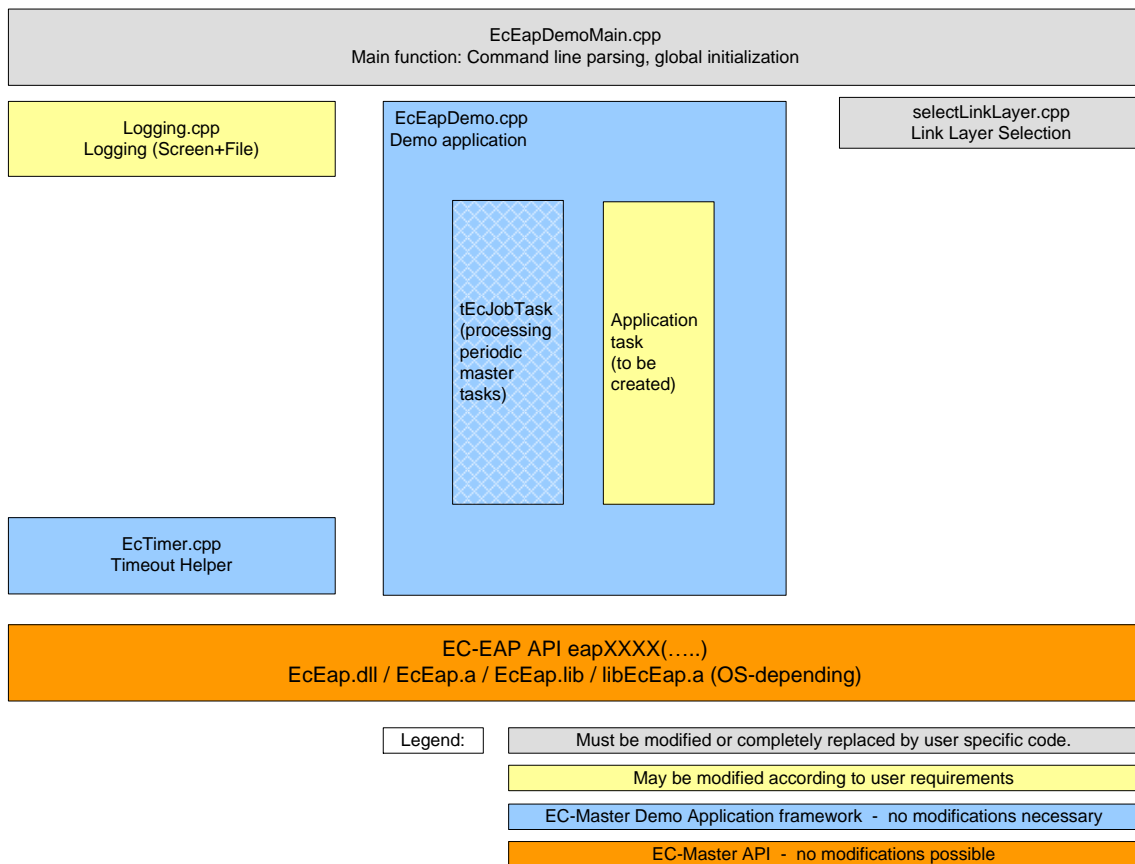 EcEapDemoMain.cpp
Main function: Command line parsing, global initialization
Logging.cpp
Logging (Screen+File)
EcEapDemo.cpp
Demo application
selectLinkLayer.cpp
Link Layer Selection
tEcJobTask
(processing
periodic
master
tasks)
Application
task
(to be
created)
EcTimer.cpp
Timeout Helper
EC-EAP API eapXXXX(…..)
EcEap.dll / EcEap.a / EcEap.lib / libEcEap.a (OS-depending)
Legend:
Must be modified or completely replaced by user specific code.
May be modified according to user requirements
EC-Master Demo Application framework - no modifications necessary
EC-Master API - no modifications possible